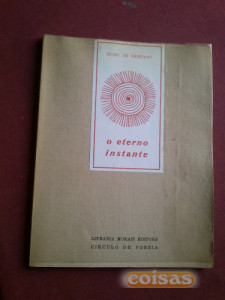 o eterno
instante
LIVRARIA MORAIS EDITORA
CÍRCULO DE POESIA
coisas